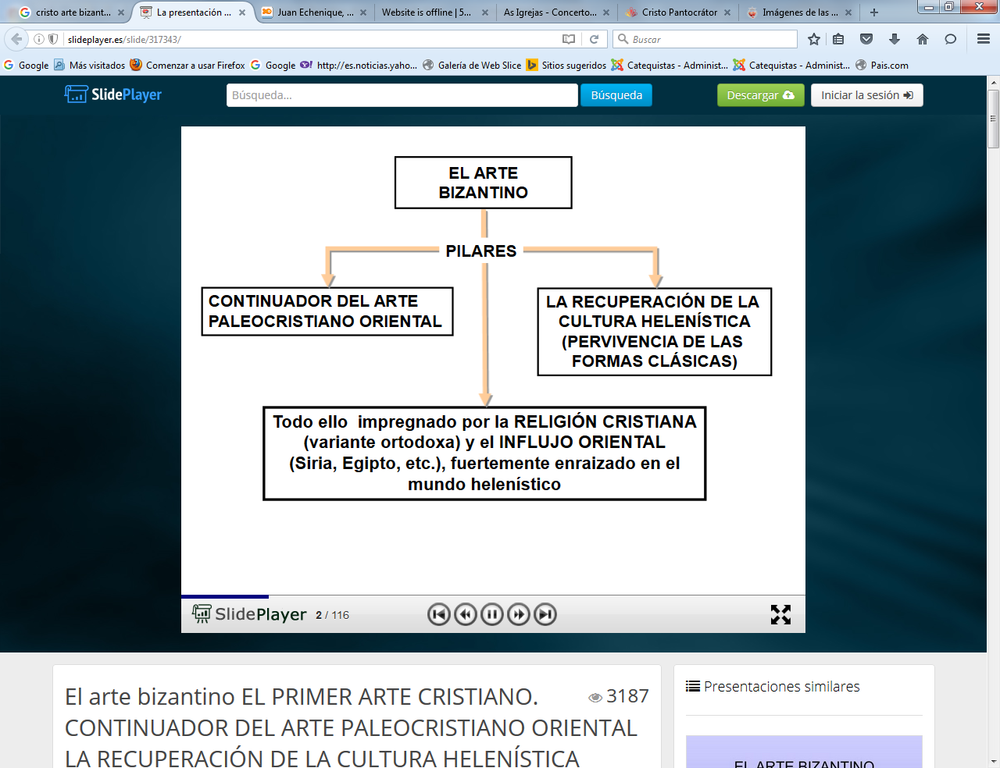 cristo arte bizant...
La presentación ...
Juan Echenique, ...
Website is offline | 5...
As Igrejas - Concerto...
Cristo Pantocrátor
Imágenes de las ...
slideplayer.es/slide/317343/
Buscar
Google
Más visitados
Comenzar a usar Firefox
Google
http://es.noticias.yaho...
Galería de Web Slice
Sitios sugeridos
Catequistas - Administ...
Catequistas - Administ...
Pais.com
SlidePlayer
Búsqueda...
Búsqueda
Descargar
Iniciar la sesión
EL ARTE
BIZANTINO
PILARES
CONTINUADOR DEL ARTE
PALEOCRISTIANO ORIENTAL
LA RECUPERACIÓN DE LA
CULTURA HELENÍSTICA
(PERVIVENCIA DE LAS
FORMAS CLÁSICAS)
Todo ello impregnado por la RELIGIÓN CRISTIANA
(variante ortodoxa) y el INFLUJO ORIENTAL
(Siria, Egipto, etc.), fuertemente enraizado en el
mundo helenístico
SlidePlayer 2 / 116
El arte bizantino EL PRIMER ARTE CRISTIANO.
3187
CONTINUADOR DEL ARTE PALEOCRISTIANO ORIENTAL
LA RECUPERACIÓN DE LA CULTURA HELENÍSTICA
Presentaciones similares
EL ARTE BIZANTINO